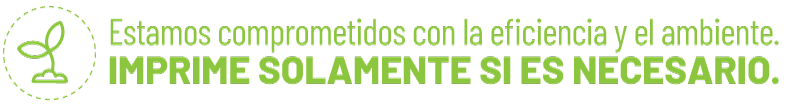 Estamos comprometidos con la eficiencia y el ambiente.
IMPRIME SOLAMENTE SI ES NECESARIO.